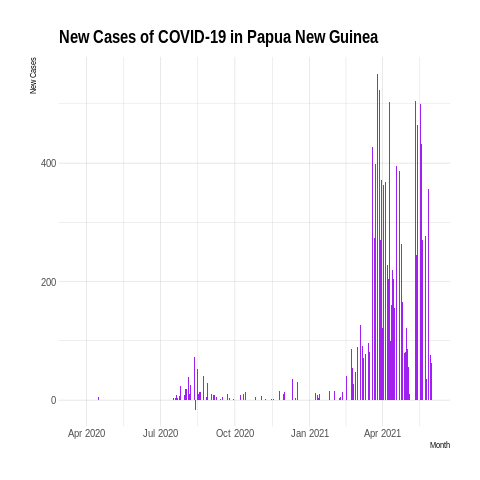 New Cases of COVID-19 in Papua New Guinea
New Cases
400
200
0
Apr 2020 Jul 2020 Oct 2020 Jan 2021 Apr 2021
Month